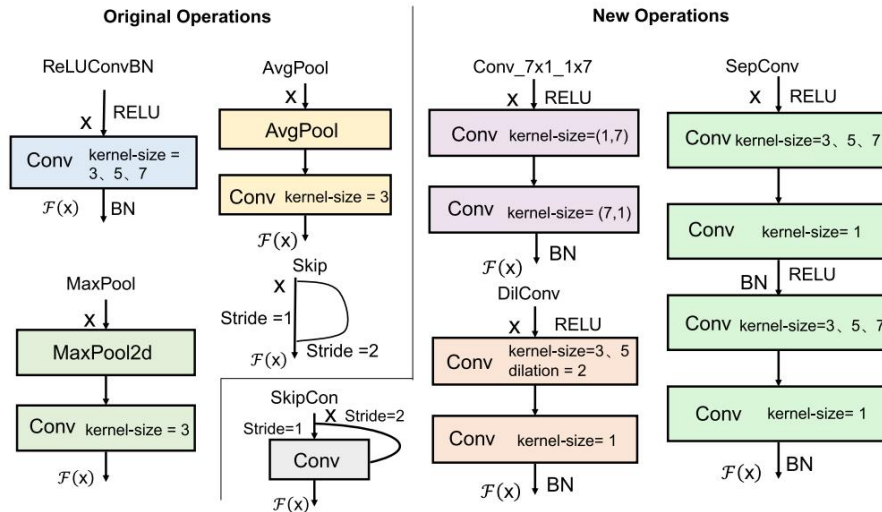 Original Operations
ReLUConvBN
X
RELU
Conv kernel-size =
3、5、7
ℱ(x)
BN
AvgPool
X
AvgPool
Conv kernel-size = 3
ℱ(x)
MaxPool
X
MaxPool2d
Conv kernel-size = 3
ℱ(x)
Skip
X
Stride =1
ℱ(x)
Stride =2
New Operations
SkipCon
X Stride=2
Stride=1
Conv
ℱ(x)
Conv_7x1_1x7
X RELU
Conv kernel-size=(1,7)
Conv kernel-size= (7,1)
ℱ(x) BN
DilConv
X RELU
Conv kernel-size=3、5
dilation = 2
Conv kernel-size= 1
ℱ(x) BN
SepConv
X RELU
Conv kernel-size=3、5、7
Conv kernel-size= 1
BN RELU
Conv kernel-size=3、5、7
Conv kernel-size= 1
ℱ(x) BN